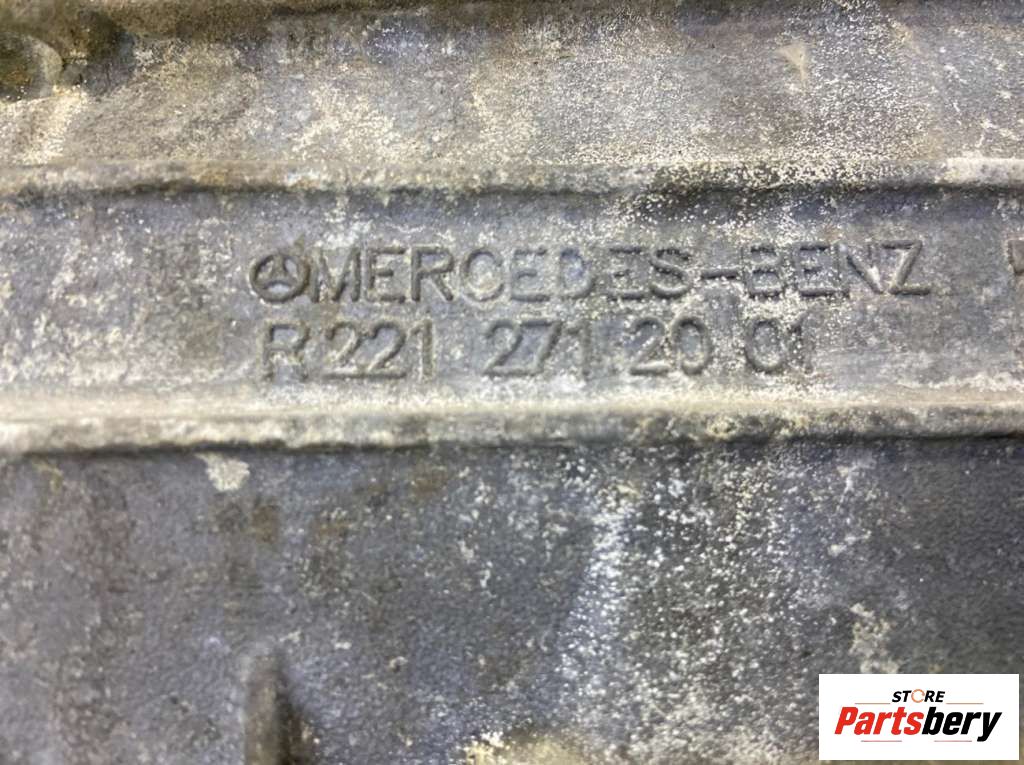 MERCEDES-BENZ
R 221 271 20 01
STORE
Partsbery